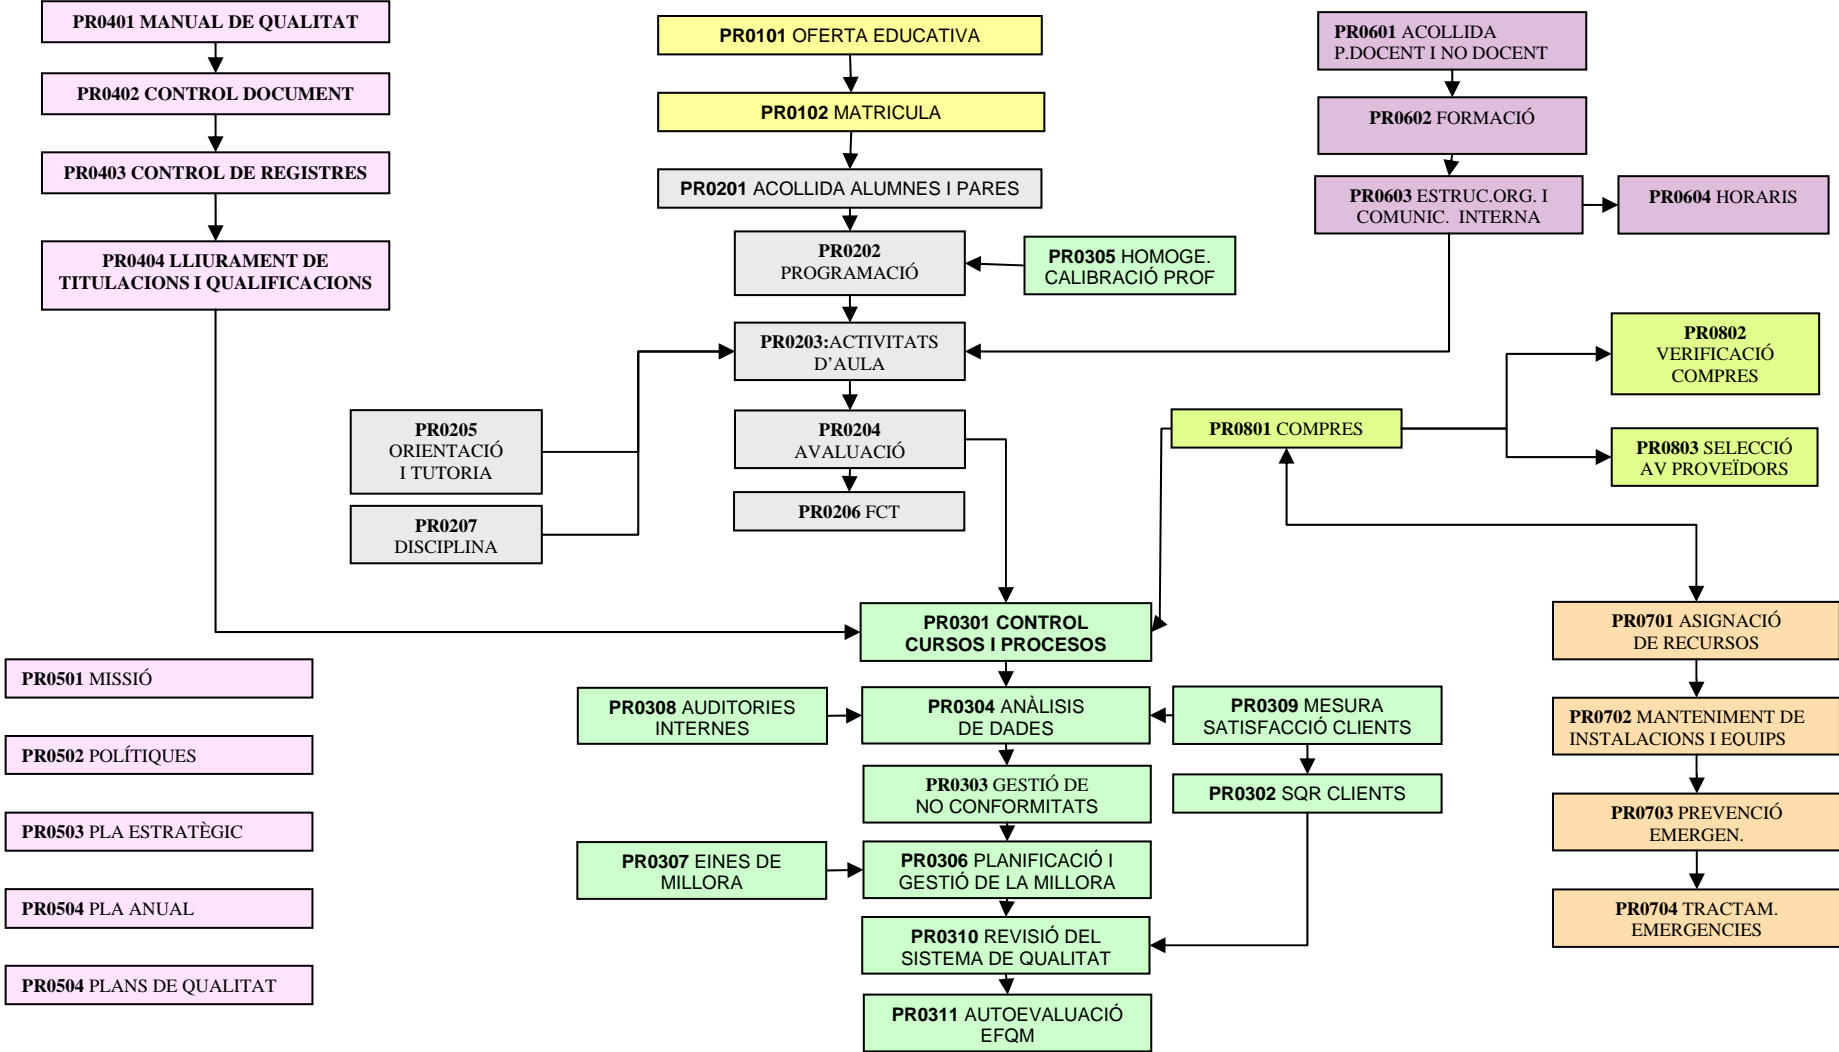 PR0401 MANUAL DE QUALITAT
PR0402 CONTROL DOCUMENT
PR0403 CONTROL DE REGISTRES
PR0404 LLIURAMENT DE
TITULACIONS I QUALIFICACIONS
PR0101 OFERTA EDUCATIVA
PR0102 MATRICULA
PR0201 ACOLLIDA ALUMNES I PARES
PR0202
PROGRAMACIÓ
PR0305 HOMOGE.
CALIBRACIÓ PROF
PR0203:ACTIVITATS
D’AULA
PR0205
ORIENTACIÓ
I TUTORIA
PR0204
AVALUACIÓ
PR0207
DISCIPLINA
PR0206 FCT
PR0601 ACOLLIDA
P.DOCENT I NO DOCENT
PR0602 FORMACIÓ
PR0603 ESTRUC.ORG. I
COMUNIC.  INTERNA
PR0604 HORARIS
PR0802
VERIFICACIÓ
COMPRES
PR0801 COMPRES
PR0803 SELECCIÓ
AV PROVEÏDORS
PR0301 CONTROL
CURSOS I PROCESOS
PR0308 AUDITORIES
INTERNES
PR0304 ANÀLISIS
DE DADES
PR0309 MESURA
SATISFACCIÓ CLIENTS
PR0303 GESTIÓ DE
NO CONFORMITATS
PR0302 SQR CLIENTS
PR0307 EINES DE
MILLORA
PR0306 PLANIFICACIÓ I
GESTIÓ DE LA MILLORA
PR0310 REVISIÓ DEL
SISTEMA DE QUALITAT
PR0311 AUTOEVALUACIÓ
EFQM
PR0701 ASIGNACIÓ
DE RECURSOS
PR0702 MANTENIMENT DE
INSTALACIONS I EQUIPS
PR0703 PREVENCIÓ
EMERGEN.
PR0704 TRACTAM.
EMERGENCIES
PR0501 MISSIÓ
PR0502 POLÍTIQUES
PR0503 PLA ESTRATÈGIC
PR0504 PLA ANUAL
PR0504 PLANS DE QUALITAT